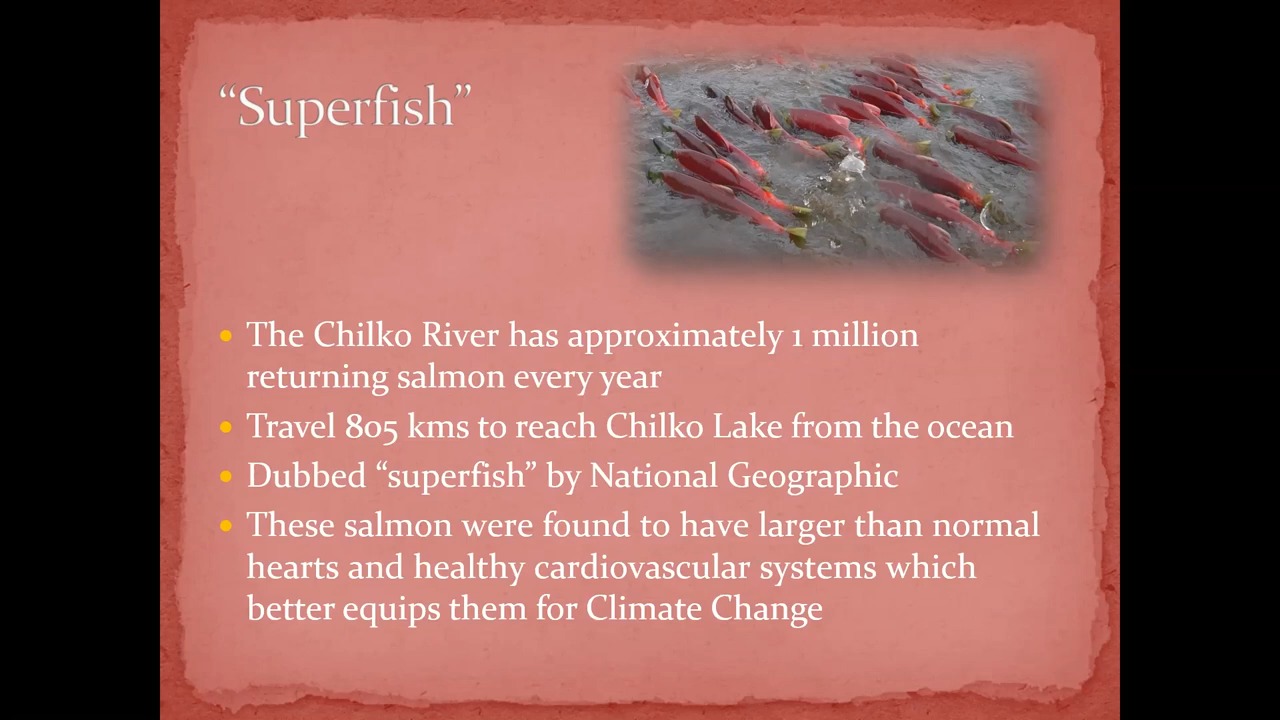 “Superfish”
The Chilko River has approximately 1 million
returning salmon every year
Travel 805 kms to reach Chilko Lake from the ocean
Dubbed “superfish” by National Geographic
These salmon were found to have larger than normal
hearts and healthy cardiovascular systems which
better equips them for Climate Change